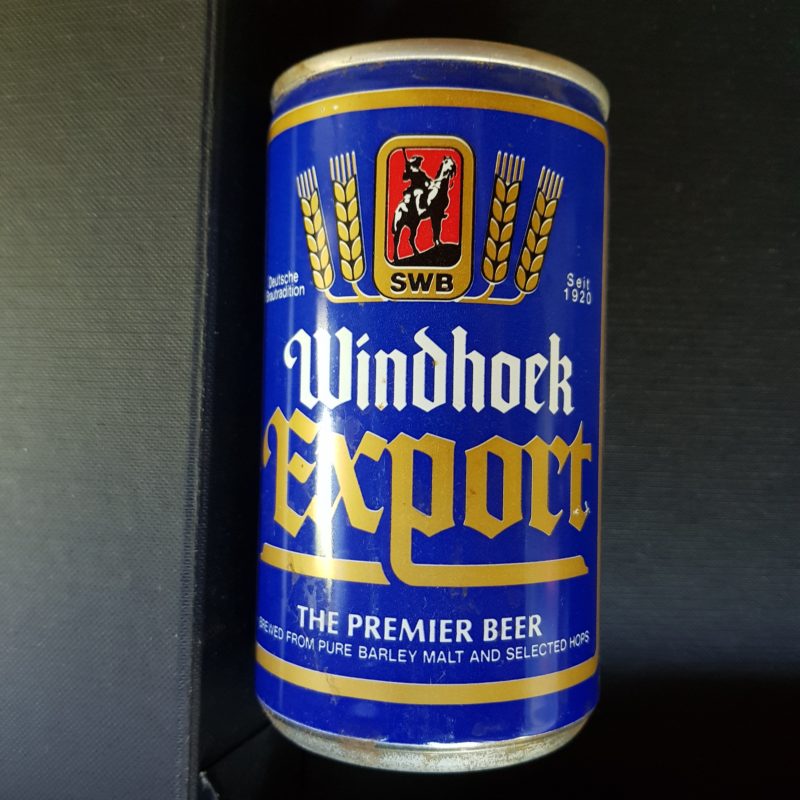 SWB
Deutsche
Brautradition
Seit
1920
Windhoek
Export
THE PREMIER BEER
BREWED FROM PURE BARLEY MALT AND SELECTED HOPS